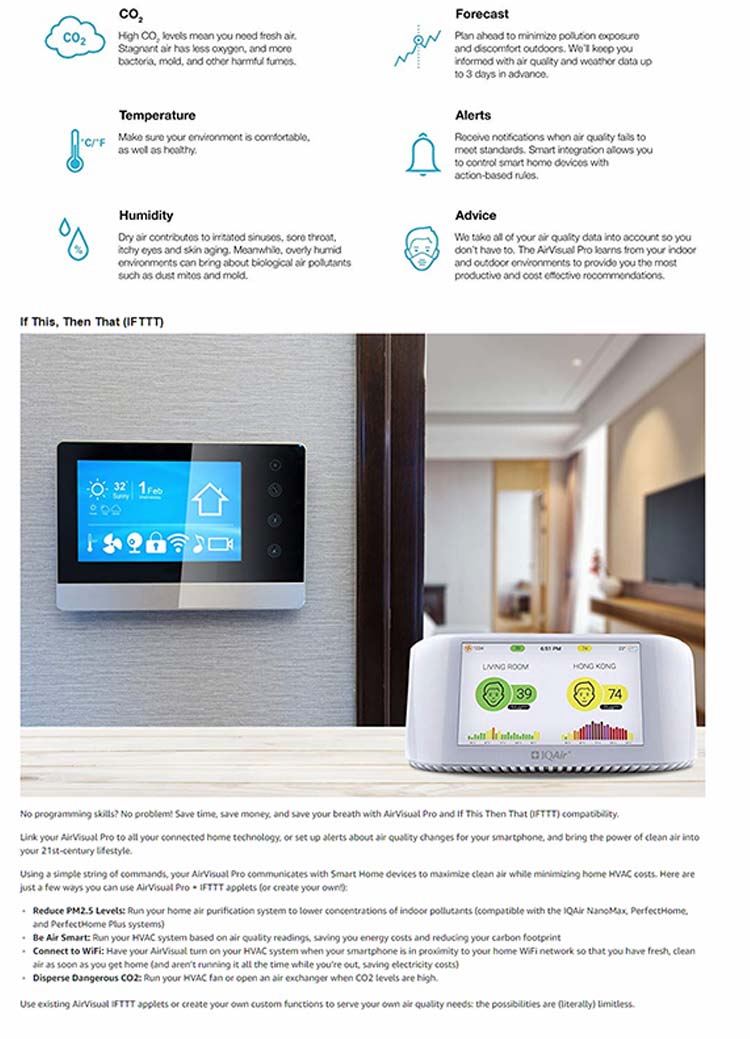 CO2
CO2
High CO2 levels mean you need fresh air.
Stagnant air has less oxygen, and more
bacteria, mold, and other harmful fumes.
Forecast
Plan ahead to minimize pollution exposure
and discomfort outdoors. We'll keep you
informed with air quality and weather data up
to 3 days in advance.
°C/°F
Temperature
Make sure your environment is comfortable,
as well as healthy.
Alerts
Receive notifications when air quality fails to
meet standards. Smart integration allows you
to control smart home devices with
action-based rules.
%
Humidity
Dry air contributes to irritated sinuses, sore throat,
itchy eyes and skin aging. Meanwhile, overly humid
environments can bring about biological air pollutants
such as dust mites and mold.
Advice
We take all of your air quality data into account so you
don't have to. The AirVisual Pro learns from your indoor
and outdoor environments to provide you the most
productive and cost effective recommendations.
If This, Then That (IFTTT)
32°
Sunny
1 Feb
6:51 PM
LIVING ROOM
HONG KONG
39
74
IQAir
No programming skills? No problem! Save time, save money, and save your breath with AirVisual Pro and If This Then That (IFTTT) compatibility.
Link your AirVisual Pro to all your connected home technology, or set up alerts about air quality changes for your smartphone, and bring the power of clean air into
your 21st-century lifestyle.
Using a simple string of commands, your AirVisual Pro communicates with Smart Home devices to maximize clean air while minimizing home HVAC costs. Here are
just a few ways you can use AirVisual Pro + IFTTT applets (or create your own!):
• Reduce PM2.5 Levels: Run your home air purification system to lower concentrations of indoor pollutants (compatible with the IQAir NanoMax, PerfectHome,
and PerfectHome Plus systems)
• Be Air Smart: Run your HVAC system based on air quality readings, saving you energy costs and reducing your carbon footprint
• Connect to WiFi: Have your AirVisual turn on your HVAC system when your smartphone is in proximity to your home WiFi network so that you have fresh, clean
air as soon as you get home (and aren't running it all the time while you're out, saving electricity costs)
• Disperse Dangerous CO2: Run your HVAC fan or open an air exchanger when CO2 levels are high.
Use existing AirVisual IFTTT applets or create your own custom functions to serve your own air quality needs: the possibilities are (literally) limitless.